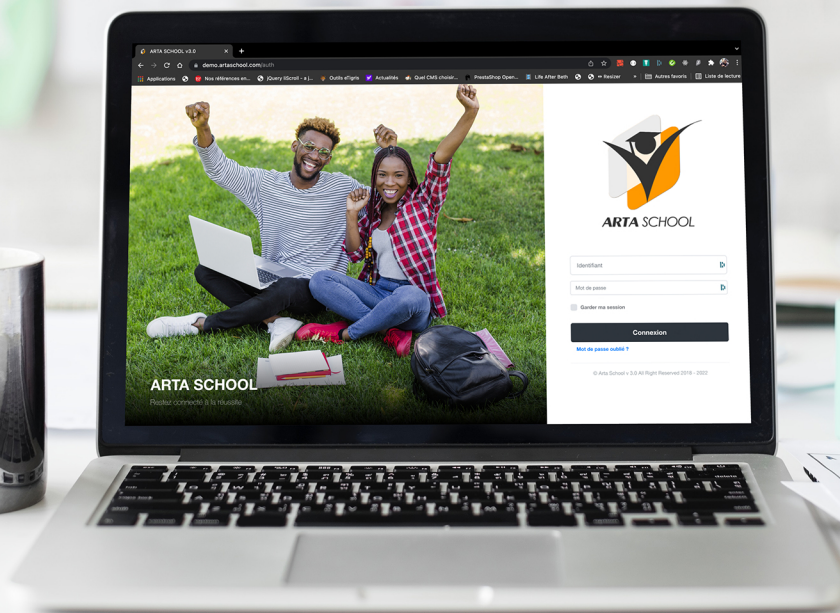 ARTA SCHOOL v3.0
demo.artaschool.com/auth
Applications
Nos références en...
jQuery liScroll - a j...
Outils eTigris
Actualités
Quel CMS choisir...
PrestaShop Open...
Life After Beth
Resizer
»
Autres favoris
Liste de lecture
ARTA SCHOOL
Restez connecté à la réussite
ARTA SCHOOL
Identifiant
Mot de passe
Garder ma session
Connexion
Mot de passe oublié ?
© Arta School v 3.0 All Right Reserved 2018 - 2022